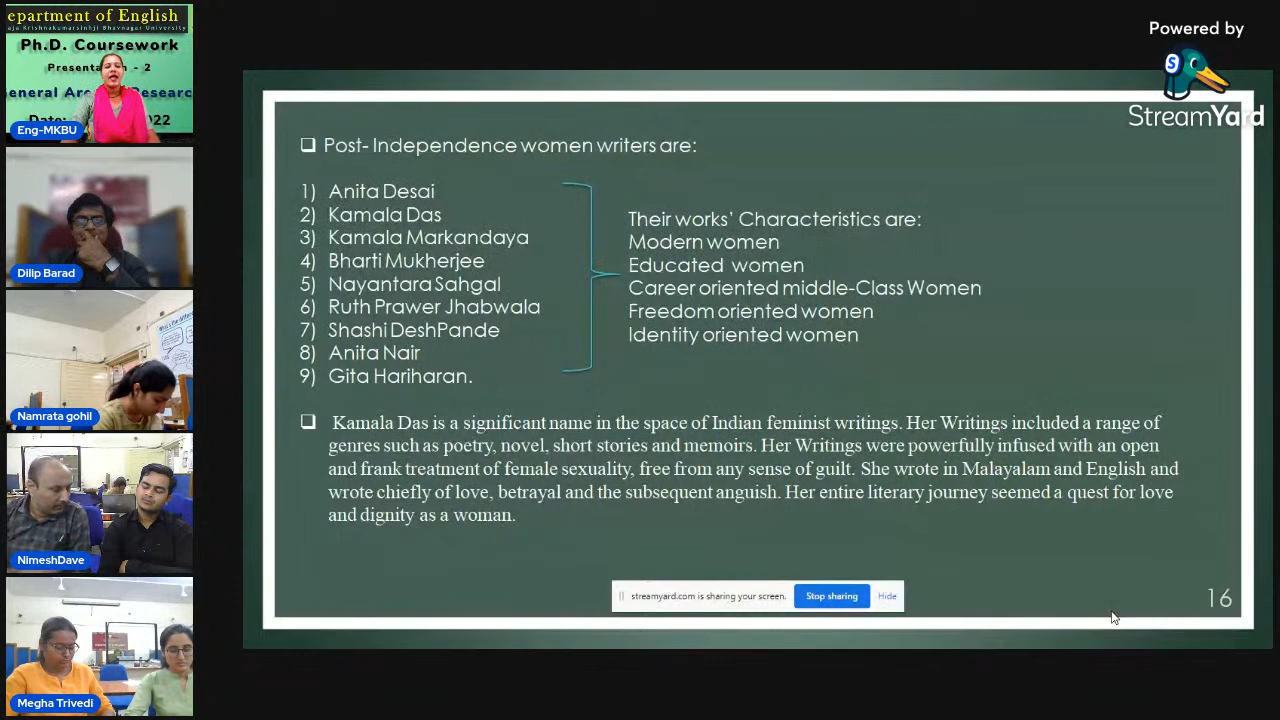 epartment of English
aja Krishnakumarsinhji Bhavnagar University
Ph.D. Coursework
Presenta - 2
eneral Are Researc
Date: 2022
Eng-MKBU
Dilip Barad
Namrata gohil
NimeshDave
Megha Trivedi
Powered by
S
StreamYard
❑ Post- Independence women writers are:
1) Anita Desai
2) Kamala Das
3) Kamala Markandaya
4) Bharti Mukherjee
5) Nayantara Sahgal
6) Ruth Prawer Jhabwala
7) Shashi DeshPande
8) Anita Nair
9) Gita Hariharan.
Their works' Characteristics are:
Modern women
Educated women
Career oriented middle-Class Women
Freedom oriented women
Identity oriented women
❑ Kamala Das is a significant name in the space of Indian feminist writings. Her Writings included a range of
genres such as poetry, novel, short stories and memoirs. Her Writings were powerfully infused with an open
and frank treatment of female sexuality, free from any sense of guilt. She wrote in Malayalam and English and
wrote chiefly of love, betrayal and the subsequent anguish. Her entire literary journey seemed a quest for love
and dignity as a woman.
streamyard.com is sharing your screen. Stop sharing Hide
16